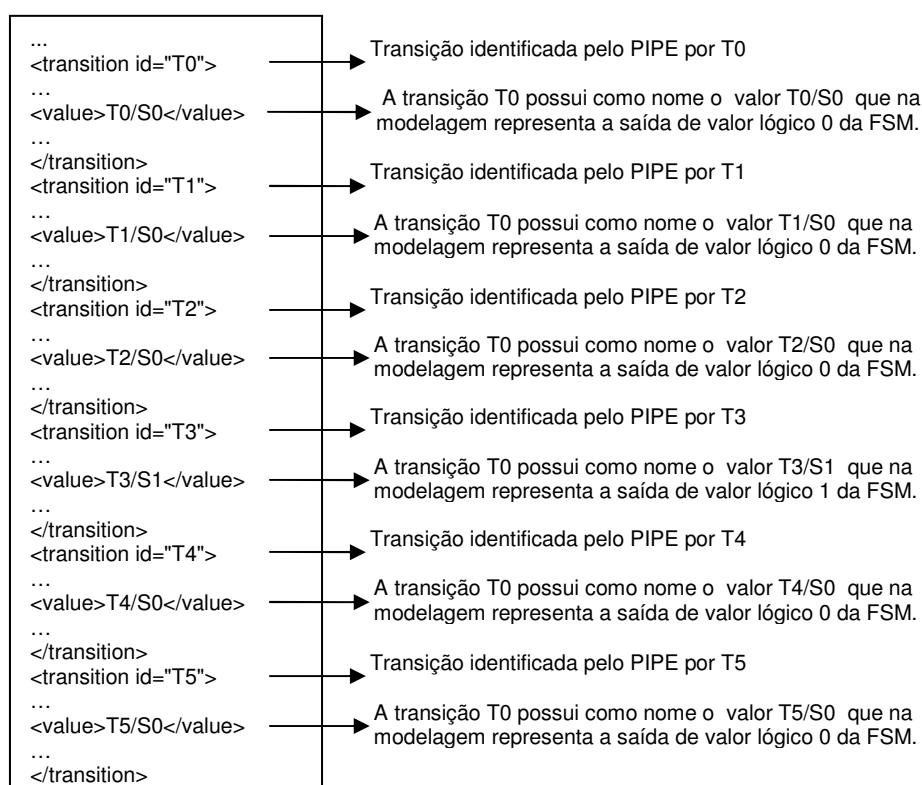 ...
<transition id="T0">
Transição identificada pelo PIPE por T0
…
<value>T0/S0</value>
A transição T0 possui como nome o valor T0/S0 que na
modelagem representa a saída de valor lógico 0 da FSM.
…
</transition>
<transition id="T1">
Transição identificada pelo PIPE por T1
…
<value>T1/S0</value>
A transição T0 possui como nome o valor T1/S0 que na
modelagem representa a saída de valor lógico 0 da FSM.
…
</transition>
<transition id="T2">
Transição identificada pelo PIPE por T2
…
<value>T2/S0</value>
A transição T0 possui como nome o valor T2/S0 que na
modelagem representa a saída de valor lógico 0 da FSM.
…
</transition>
<transition id="T3">
Transição identificada pelo PIPE por T3
…
<value>T3/S1</value>
A transição T0 possui como nome o valor T3/S1 que na
modelagem representa a saída de valor lógico 1 da FSM.
…
</transition>
<transition id="T4">
Transição identificada pelo PIPE por T4
…
<value>T4/S0</value>
A transição T0 possui como nome o valor T4/S0 que na
modelagem representa a saída de valor lógico 0 da FSM.
…
</transition>
<transition id="T5">
Transição identificada pelo PIPE por T5
…
<value>T5/S0</value>
A transição T0 possui como nome o valor T5/S0 que na
modelagem representa a saída de valor lógico 0 da FSM.
…
</transition>